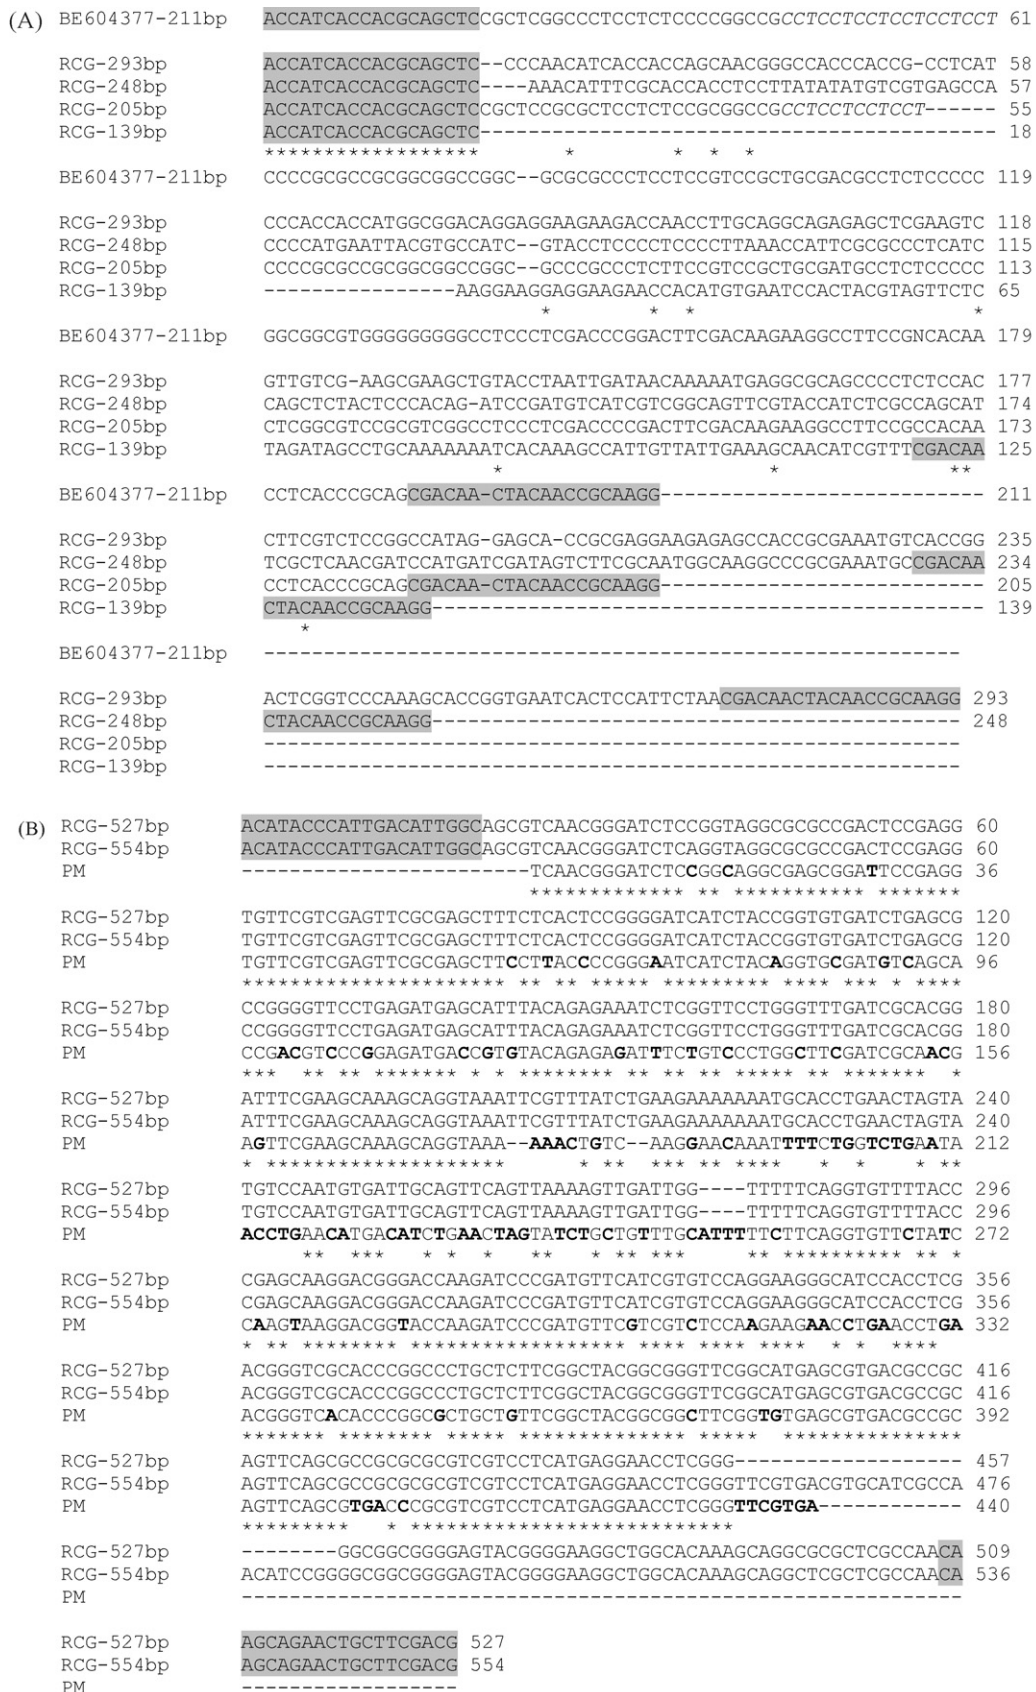 (A) BE604377-211bp ACCATCACCACGCAGCTCCGCTCGGCCCTCCTCTCCCCGGCCGCCTCCTCCTCCTCCTCCT 61
RCG-293bp ACCATCACCACGCAGCTC--CCCAACATCACCACCAGCAACGGGCCACCCACCG-CCTCAT 58
RCG-248bp ACCATCACCACGCAGCTC----AAACATTTCGCACCACCTCCTTATATATGTCGTGAGCCA 57
RCG-205bp ACCATCACCACGCAGCTCCGCTCCGCGCTCCTCTCCGCGGCCGCCTCCTCCTCCT------ 55
RCG-139bp ACCATCACCACGCAGCTC------------------------------------------- 18
****************** * * * *
BE604377-211bp CCCCGCGCCGCGGCGGCCGGC--GCGCGCCCTCCTCCGTCCGCTGCGACGCCTCTCCCCC 119
RCG-293bp CCCACCACCATGGCGGACAGGAGGAAGAAGACCAACCTTGCAGGCAGAGAGCTCGAAGTC 118
RCG-248bp CCCCATGAATTACGTGCCATC--GTACCTCCCCTCCCCTTAAACCATTCGCGCCCTCATC 115
RCG-205bp CCCCGCGCCGCGGCGGCCGGC--GCCCGCCCTCTTCCGTCCGCTGCGATGCCTCTCCCCC 113
RCG-139bp ----------------AAGGAAGGAGGAAGAACCACATGTGAATCCACTACGTAGTTCTC 65
* * * *
BE604377-211bp GGCGGCGTGGGGGGGGGCCTCCCTCGACCCGGACTTCGACAAGAAGGCCTTCCGNCACAA 179
RCG-293bp GTTGTCG-AAGCGAAGCTGTACCTAATTGATAACAAAAATGAGGCGCAGCCCCTCTCCAC 177
RCG-248bp CAGCTCTACTCCCACAG-ATCCGATGTCATCGTCGGCAGTTCGTACCATCTCGCCAGCAT 174
RCG-205bp CTCGGCGTCCGCGTCGGCCTCCCTCGACCCCGACTTCGACAAGAAGGCCTTCCGCCACAA 173
RCG-139bp TAGATAGCCTGCAAAAAAATCACAAAGCCATTGTTATTGAAAGCAACATCGTTTCGACAA 125
* * **
BE604377-211bp CCTCACCCGCAGCGACAA-CTACAACCGCAAGG--------------------------- 211
RCG-293bp CTTCGTCTCCGGCCATAG-GAGCA-CCGCGAGGAAGAGAGCCACCGCGAAATGTCACCGG 235
RCG-248bp TCGCTCAACGATCCATGATCGATAGTCTTCGCAATGGCAAGGCCCGCGAAATGCCGACAA 234
RCG-205bp CCTCACCCGCAGCGACAA-CTACAACCGCAAGG--------------------------- 205
RCG-139bp CTACAACCGCAAGG---------------------------------------------- 139
*
BE604377-211bp ----------------------------------------------------------
RCG-293bp ACTCGGTCCCAAAGCACCGGTGAATCACTCCATTCTAACGACAACTACAACCGCAAGG 293
RCG-248bp CTACAACCGCAAGG-------------------------------------------- 248
RCG-205bp ----------------------------------------------------------
RCG-139bp ----------------------------------------------------------
(B) RCG-527bp ACATACCCATTGACATTGGCAGCGTCAACGGGATCTCCGGTAGGCGCGCCGACTCCGAGG 60
RCG-554bp ACATACCCATTGACATTGGCAGCGTCAACGGGATCTCAGGTAGGCGCGCCGACTCCGAGG 60
PM ------------------------TCAACGGGATCTCCGGCAGGCGAGCGGATTCCGAGG 36
************* ** ***** ** ** *******
RCG-527bp TGTTCGTCGAGTTCGCGAGCTTTCTCACTCCGGGGATCATCTACCGGTGTGATCTGAGCG 120
RCG-554bp TGTTCGTCGAGTTCGCGAGCTTTCTCACTCCGGGGATCATCTACCGGTGTGATCTGAGCG 120
PM TGTTCGTCGAGTTCGCGAGCTTCCTTACCCCGGGAATCATCTACAGGTGCGATGTCAGCA 96
********************** ** ** ***** ********* **** *** * ****
RCG-527bp CCGGGGTTCCTGAGATGAGCATTTACAGAGAAATCTCGGTTCCTGGGTTTGATCGCACGG 180
RCG-554bp CCGGGGTTCCTGAGATGAGCATTTACAGAGAAATCTCGGTTCCTGGGTTTGATCGCACGG 180
PM CCGACGTCCCGGAGATGACCGTGTACAGAGAGATTTCTGTCCCTGGCTTCGATCGCAACG 156
*** ** ** ******* * * ******** ** ** ** ***** ** ******* *
RCG-527bp ATTTCGAAGCAAAGCAGGTAAATTCGTTTATCTGAAGAAAAAAAATGCACCTGAACTAGTA 240
RCG-554bp ATTTCGAAGCAAAGCAGGTAAATTCGTTTATCTGAAGAAAAAAATGCACCTGAACTAGTA 240
PM AGTTCGAAGCAAAGCAGGTAAA--AAACTGTC--AAGGAACAAATTTTCTGGTCTGAATA 212
* ******************** * ** *** ** **** * * * **
RCG-527bp TGTCCAATGTGATTGCAGTTCAGTTAAAAGTTGATTGG----TTTTTCAGGTGTTTTACC 296
RCG-554bp TGTCCAATGTGATTGCAGTTCAGTTAAAAGTTGATTGG----TTTTTCAGGTGTTTTACC 296
PM ACCTGAACATGACATCTGAACTAGTATCTGCTGTTTGCATTTTTCTTCAGGTGTTCTATC 272
** *** * * * ** * ** *** ** ********** ** *
RCG-527bp CGAGCAAGGACGGGACCAAGATCCCGATGTTCATCGTGTCCAGGAAGGGCATCCACCTCG 356
RCG-554bp CGAGCAAGGACGGGACCAAGATCCCGATGTTCATCGTGTCCAGGAAGGGCATCCACCTCG 356
PM CAAGTAAGGACGGTACCAAGATCCCGATGTTCGTCGTCTCCAAGAAGAACCTGAACCTGA 332
* ** ******** ****************** **** **** **** * * ****
RCG-527bp ACGGGTCGCACCCGGCCCTGCTCTTCGGCTACGGCGGGTTCGGCATGAGCGTGACGCCGC 416
RCG-554bp ACGGGTCGCACCCGGCCCTGCTCTTCGGCTACGGCGGGTTCGGCATGAGCGTGACGCCGC 416
PM ACGGGTCACACCCGGCGCTGCTGTTCGGCTACGGCGGCTTCGGTGTGAGCGTGACGCCGC 392
******* ******** ***** ************** ***** ***************
RCG-527bp AGTTCAGCGCCGCGCGCGTCGTCCTCATGAGGAACCTCGGG------------------- 457
RCG-554bp AGTTCAGCGCCGCGCGCGTCGTCCTCATGAGGAACCTCGGGTTCGTGACGTGCATCGCCA 476
PM AGTTCAGCGTGACCCGCGTCGTCCTCATGAGGAACCTCGGGTTCGTGA------------ 440
********* * ***************************
RCG-527bp --------GGCGGCGGGGAGTACGGGGAAGGCTGGCACAAAGCAGGCGCGCTCGCCAACA 509
RCG-554bp ACATCCGGGGCGGCGGGGAGTACGGGGAAGGCTGGCACAAAGCAGGCTCGCTCGCCAACA 536
PM ------------------------------------------------------------
RCG-527bp AGCAGAACTGCTTCGACG 527
RCG-554bp AGCAGAACTGCTTCGACG 554
PM ------------------